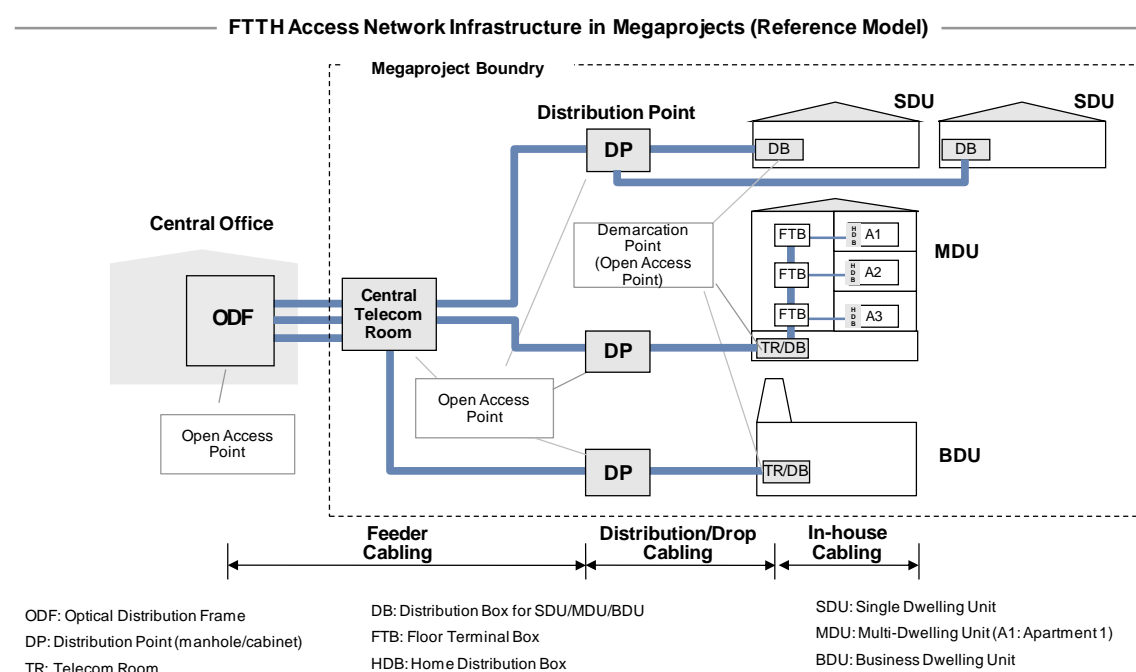 FTTH Access Network Infrastructure in Megaprojects (Reference Model)
Megaproject Boundry
SDU
SDU
Distribution Point
DP
DB
DB
Central Office
Demarcation
Point
(Open Access
Point)
FTB
HDB
A1
MDU
FTB
HDB
A2
ODF
Central
Telecom
Room
FTB
HDB
A3
DP
TR/DB
Open Access
Point
Open Access
Point
DP
TR/DB
BDU
Feeder
Cabling
Distribution/Drop
Cabling
In-house
Cabling
ODF: Optical Distribution Frame
DP: Distribution Point (manhole/cabinet)
TR: Telecom Room
DB: Distribution Box for SDU/MDU/BDU
FTB: Floor Terminal Box
HDB: Home Distribution Box
SDU: Single Dwelling Unit
MDU: Multi-Dwelling Unit (A1: Apartment 1)
BDU: Business Dwelling Unit